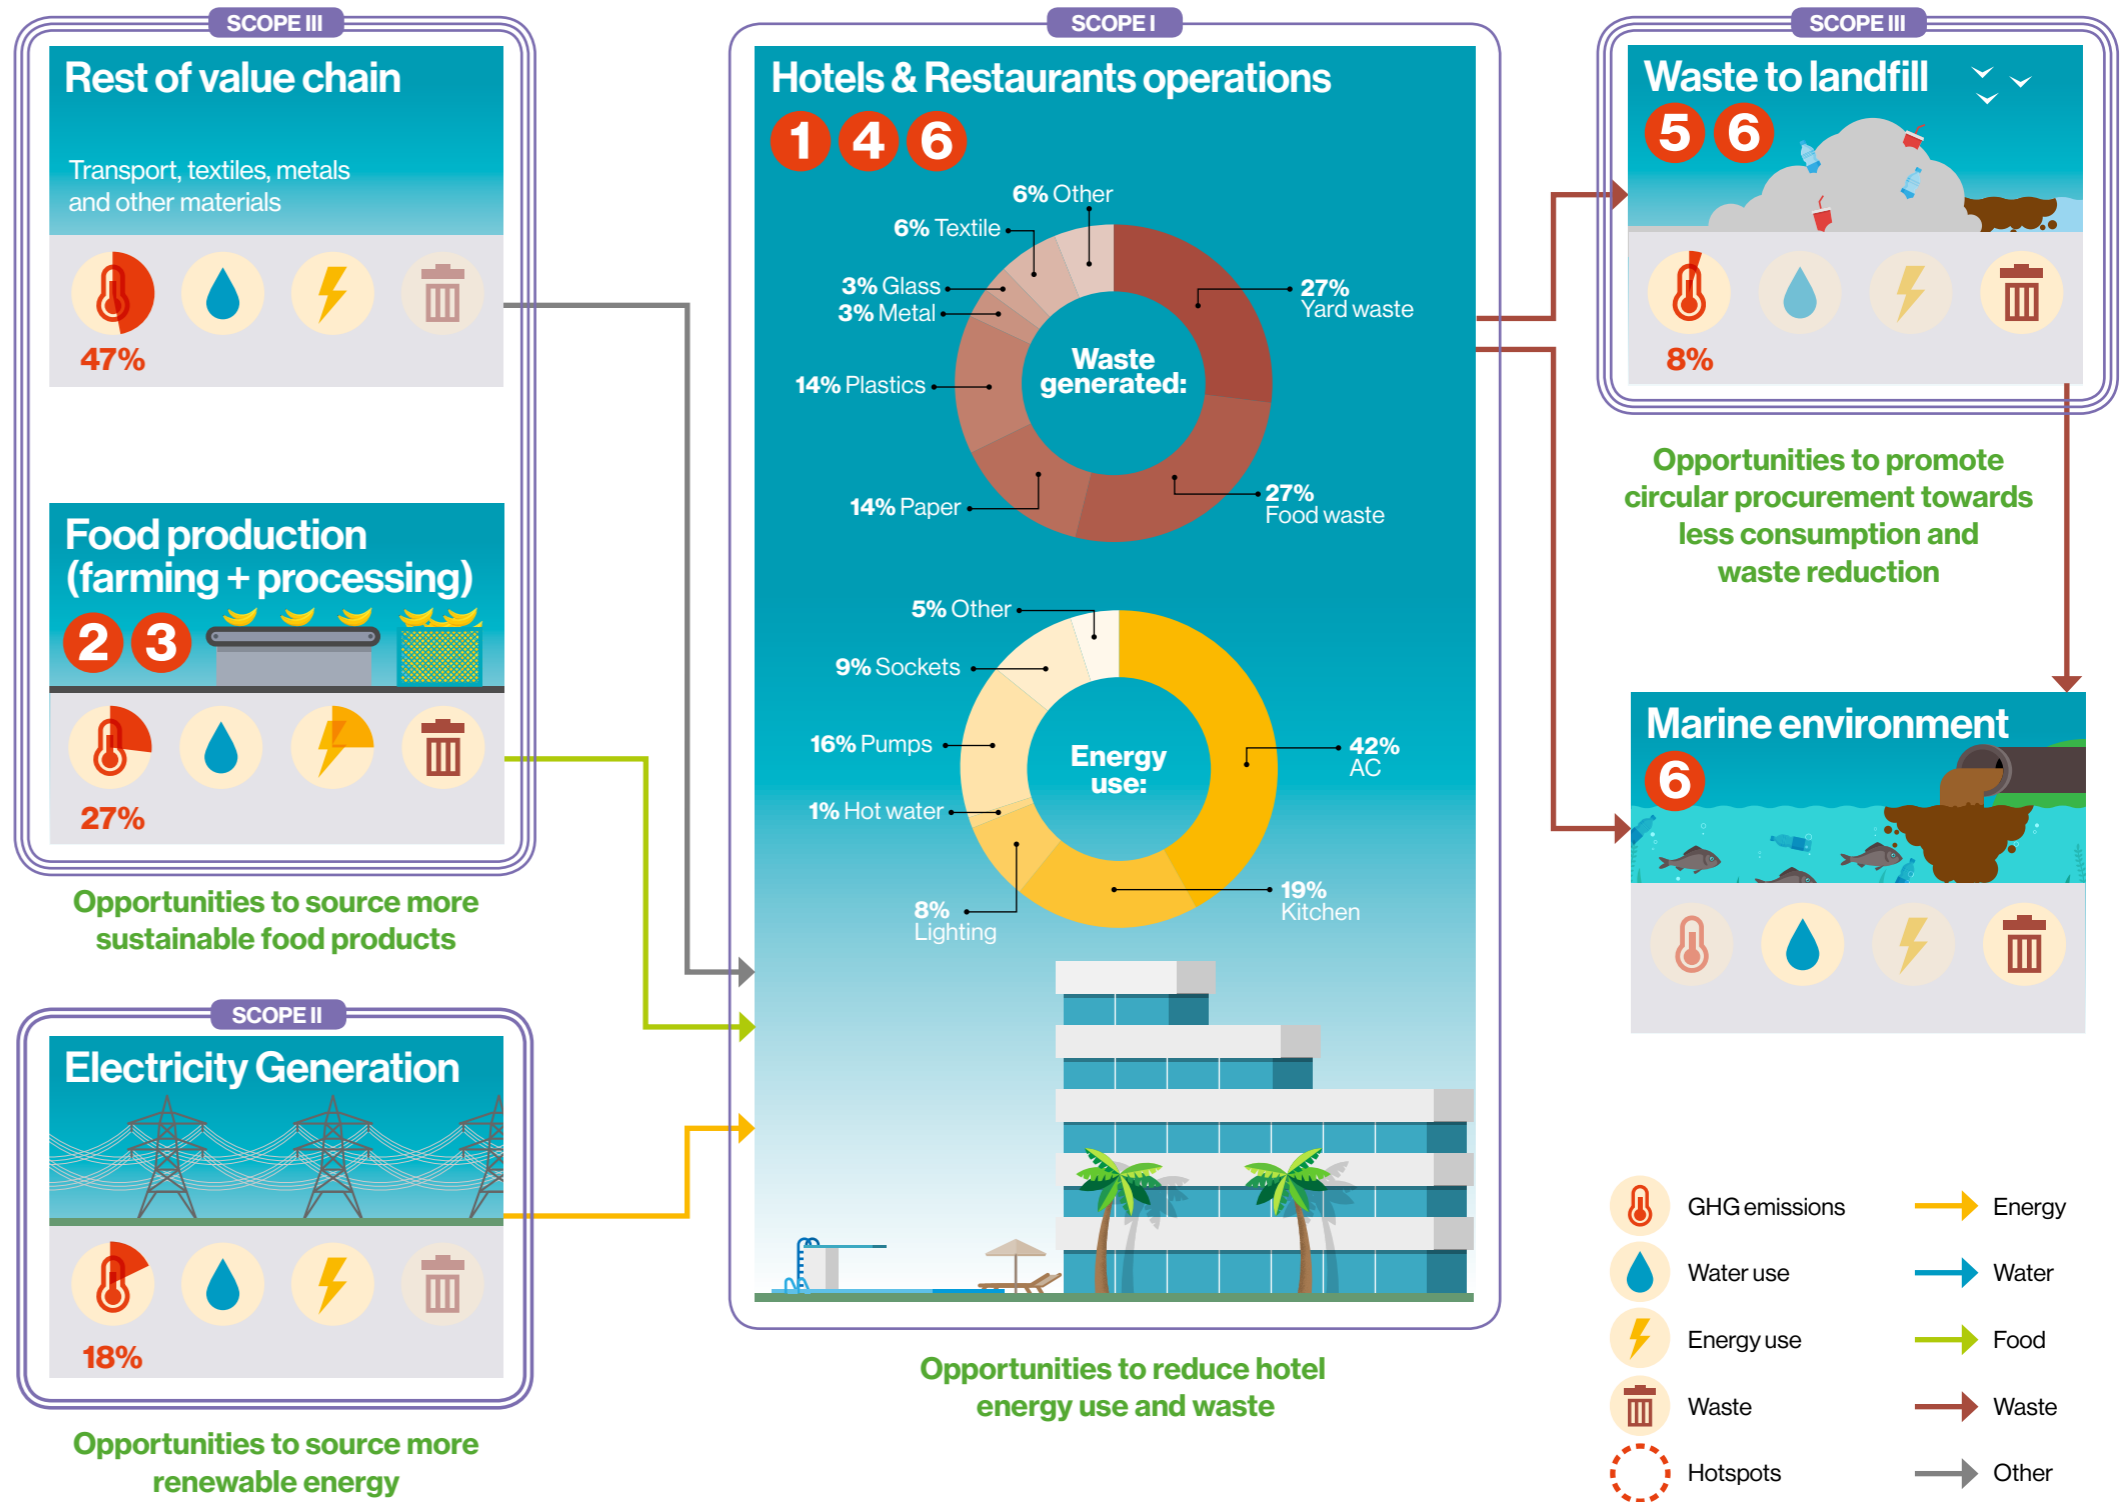 SCOPE III
Rest of value chain
Transport, textiles, metals
and other materials
47%
Food production
(farming + processing)
2 3
27%
Opportunities to source more
sustainable food products
SCOPE II
Electricity Generation
18%
Opportunities to source more
renewable energy
SCOPE I
Hotels & Restaurants operations
1 4 6
6% Other
6% Textile
3% Glass
3% Metal
14% Plastics
14% Paper
Waste
generated:
27%
Yard waste
27%
Food waste
5% Other
9% Sockets
16% Pumps
1% Hot water
8%
Lighting
Energy
use:
42%
AC
19%
Kitchen
Opportunities to reduce hotel
energy use and waste
SCOPE III
Waste to landfill
5 6
8%
Opportunities to promote
circular procurement towards
less consumption and
waste reduction
Marine environment
6
GHG emissions
Water use
Energy use
Waste
Hotspots
Energy
Water
Food
Waste
Other